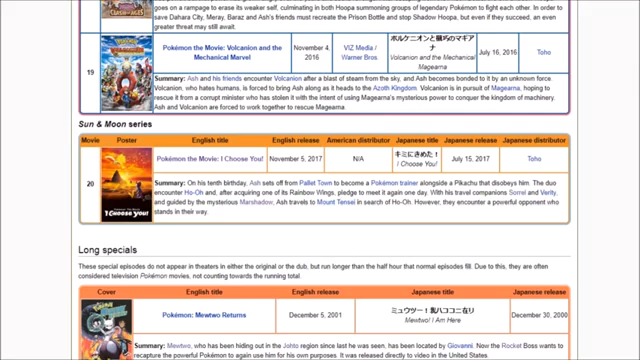 goes on a rampage to erase its weaker self, culminating in both Hoopa summoning groups of legendary Pokémon to fight each other. In order to
save Dahara City, Meray, Baraz and Ash's friends must recreate the Prison Bottle and stop Shadow Hoopa, but even if they succeed, an even
greater threat may still await.
19
Pokémon the Movie: Volcanion and the
Mechanical Marvel
November 4,
2016
VIZ Media /
Warner Bros.
ボルケニオンと機巧のマギア
ナ
Volcanion and the Mechanical
Magearna
July 16, 2016
Toho
Summary: Ash and his friends encounter Volcanion after a blast of steam from the sky, and Ash becomes bonded to it by an unknown force.
Volcanion, who hates humans, is forced to bring Ash along as it heads to the Azoth Kingdom. Volcanion is in pursuit of Magearna, hoping to
rescue it from a corrupt minister who has stolen it with the intent of using Magearna's mysterious power to conquer the kingdom of machinery.
Ash and Volcanion are forced to work together to rescue Magearna
Sun & Moon series
Movie Poster English title English release American distributor Japanese title Japanese release Japanese distributor
20
I CHOOSE YOU!
Pokémon the Movie: I Choose You!
November 5, 2017
N/A
キミにきめた！
I Choose You!
July 15, 2017
Toho
Summary: On his tenth birthday, Ash sets off from Pallet Town to become a Pokémon trainer alongside a Pikachu that disobeys him. The duo
encounter Ho-Oh and, after acquiring one of its Rainbow Wings, pledge to meet it again one day. With his travel companions Sorrel and Verity,
and guided by the mysterious Marshadow, Ash travels to Mount Tensei in search of Ho-Oh. However, they encounter a powerful opponent who
stands in their way.
Long specials
These special episodes do not appear in theaters in either the original or the dub, but run longer than the half hour that normal episodes fill. Due to this, they are often
considered television Pokémon movies, not counting towards the running total.
Cover English title English release Japanese title Japanese release
Pokémon: Mewtwo Returns
December 5, 2001
ミュウツー！我ハココニ在リ
Mewtwo! I Am Here
December 30, 2000
Summary: Mewtwo, who has been hiding out in the Johto region since last he was seen, has been located by Giovanni. Now the Rocket Boss wants to
recapture the powerful Pokémon to again use him for his own purposes. It was released directly to video in the United States.